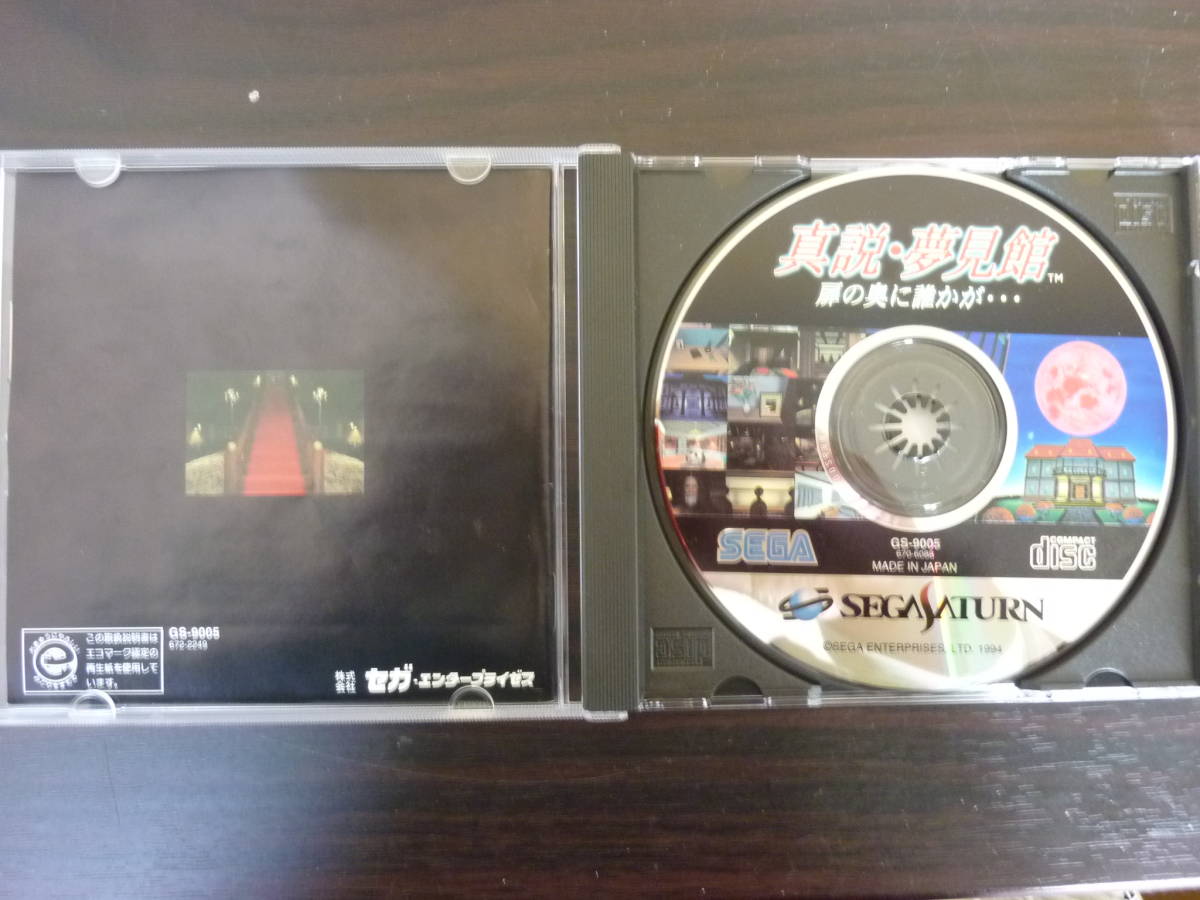 この取扱説明書は
エコマーク認定の
再生紙を使用して
います。
GS-9005
672-2249
株式
会社
セガ・エンタープライゼス
真説・夢見館
TM
扉の奥に誰かが・・・
SEGA
GS-9005
MADE IN JAPAN
COMPACT
disc
SEGA SATURN
©SEGA ENTERPRISES, LTD. 1994